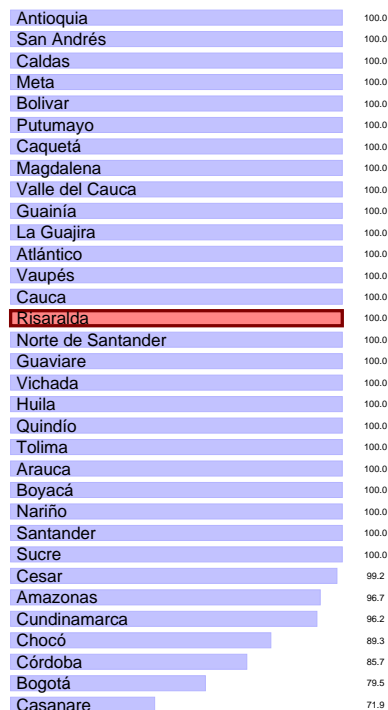 Antioquia 100.0
San Andrés 100.0
Caldas 100.0
Meta 100.0
Bolivar 100.0
Putumayo 100.0
Caquetá 100.0
Magdalena 100.0
Valle del Cauca 100.0
Guainía 100.0
La Guajira 100.0
Atlántico 100.0
Vaupés 100.0
Cauca 100.0
Risaralda 100.0
Norte de Santander 100.0
Guaviare 100.0
Vichada 100.0
Huila 100.0
Quindío 100.0
Tolima 100.0
Arauca 100.0
Boyacá 100.0
Nariño 100.0
Santander 100.0
Sucre 100.0
Cesar 99.2
Amazonas 96.7
Cundinamarca 96.2
Chocó 89.3
Córdoba 85.7
Bogotá 79.5
Casanare 71.9